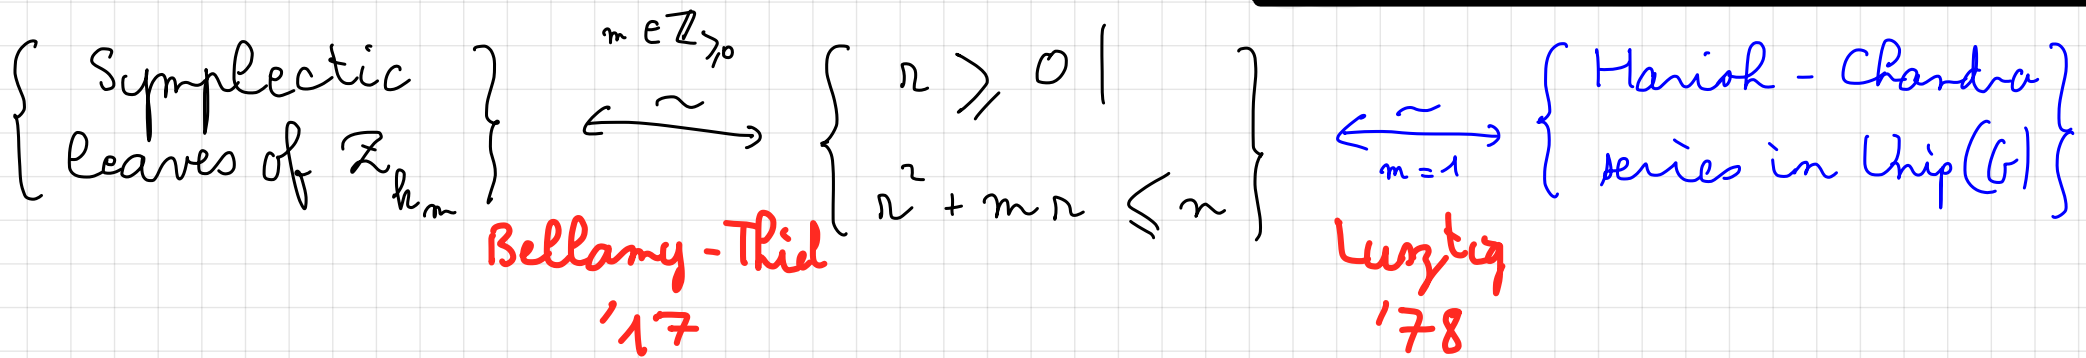 { Symplectic leaves of Z_{k_m} } ⟷^∼ m ∈ ℤ_{⩾0} { r ⩾ 0 | r² + mr ⩽ n } ⟷^∼ m=1 { Harish-Chandra series in Unip(G) }
Bellamy-Thiel Lusztig
'17 '78